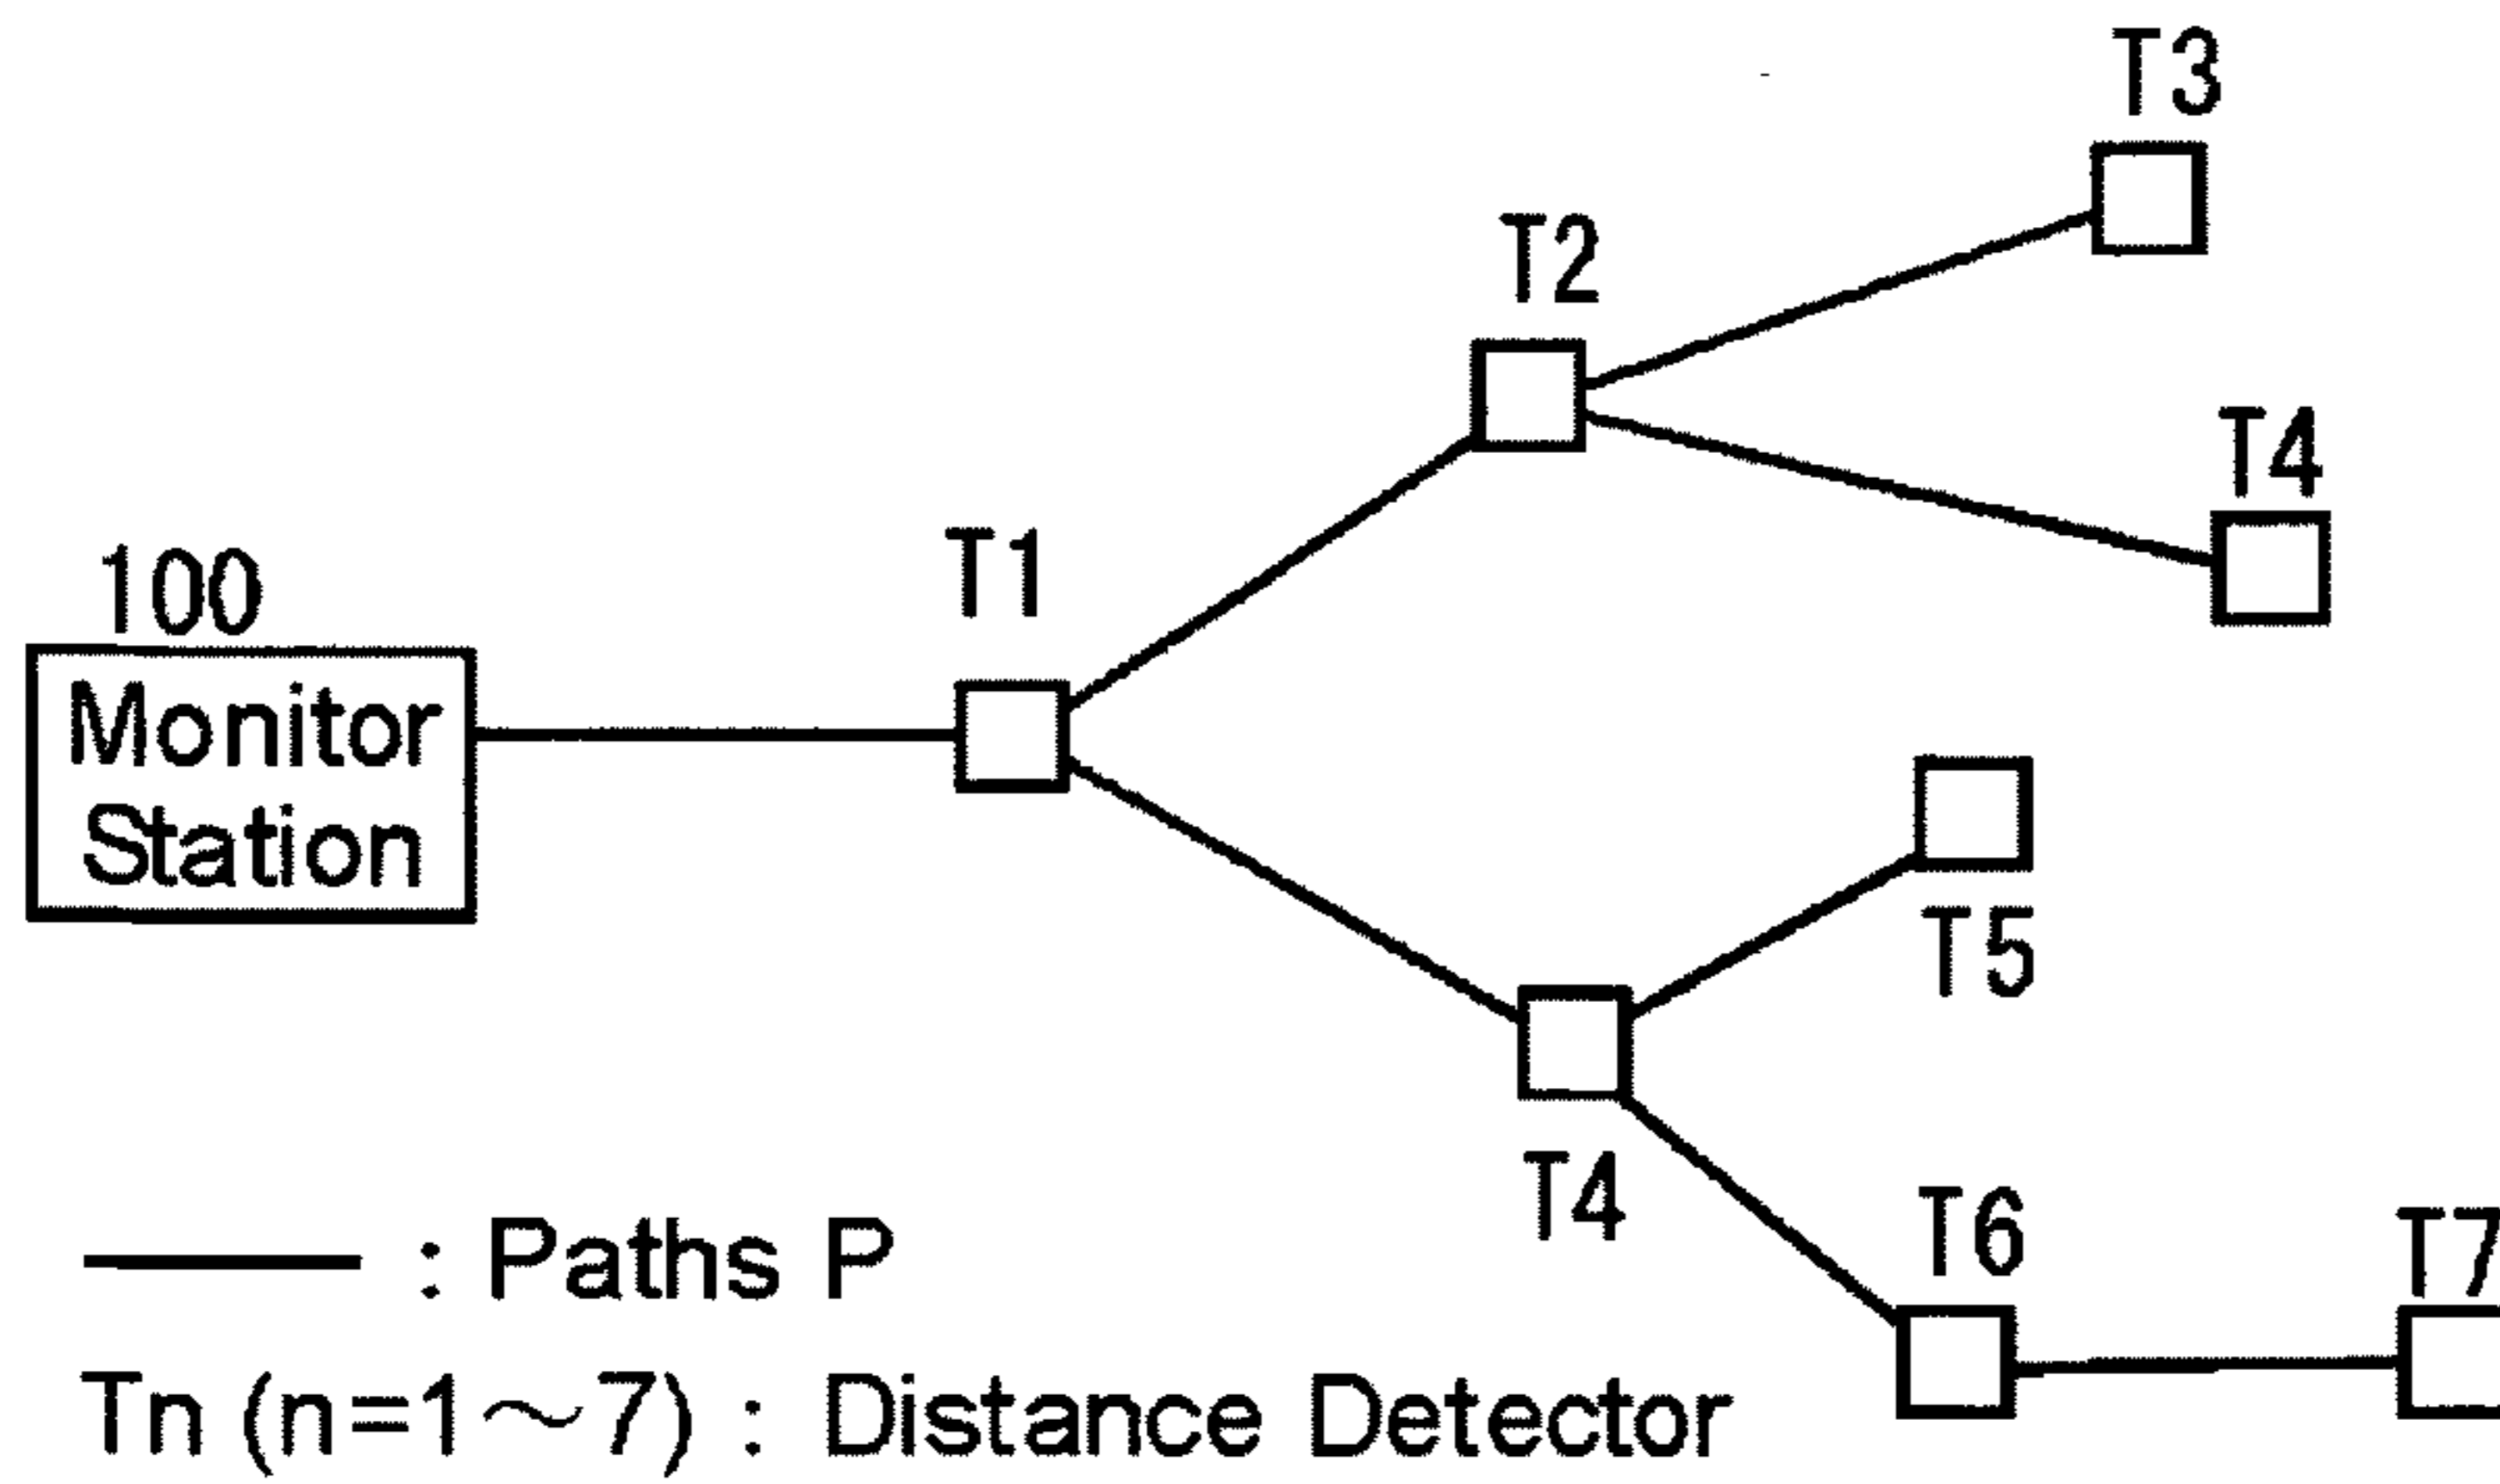 T3
T2
T4
T1
100
Monitor
Station
T5
T4
T6
T7
: Paths P
Tn (n=1～7) : Distance Detector